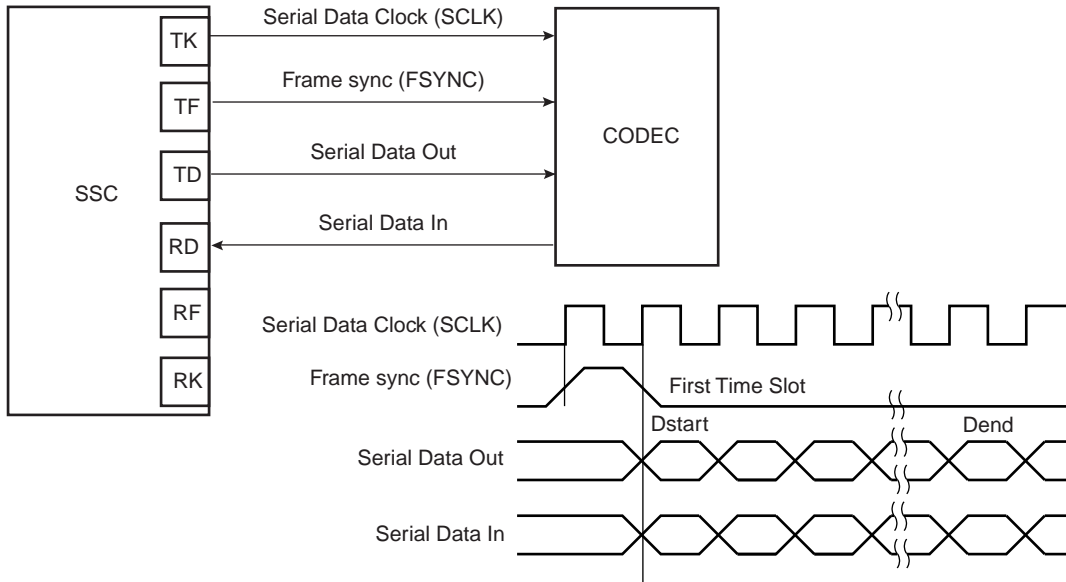 Serial Data Clock (SCLK)
TK
Frame sync (FSYNC)
TF
CODEC
Serial Data Out
TD
SSC
Serial Data In
RD
RF
Serial Data Clock (SCLK)
RK
Frame sync (FSYNC)
First Time Slot
Dstart
Dend
Serial Data Out
Serial Data In